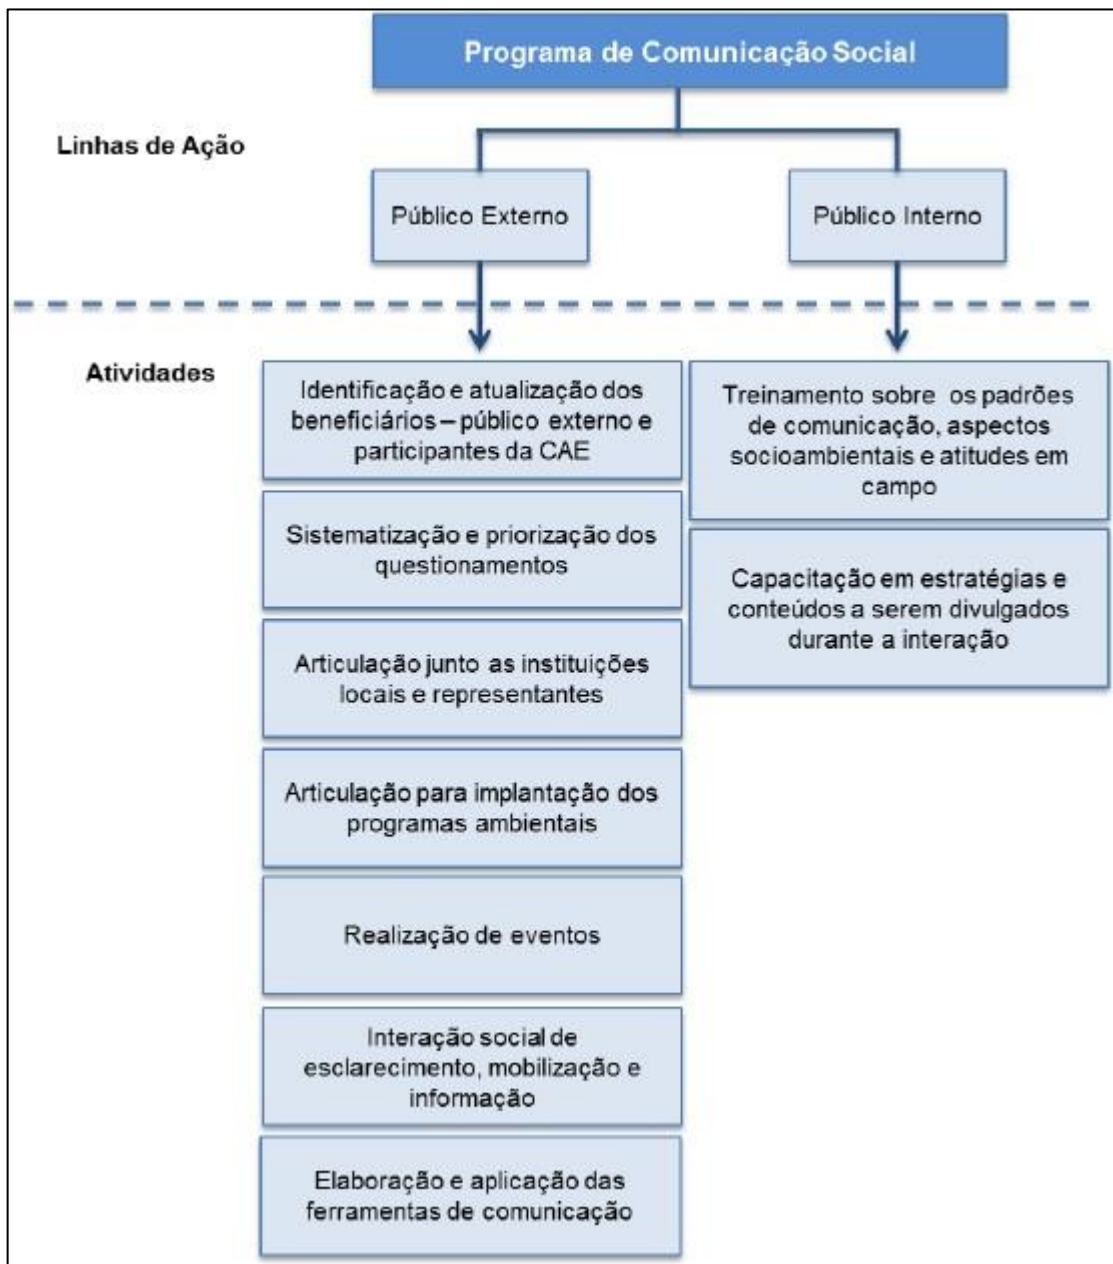 Programa de Comunicação Social
Linhas de Ação
Público Externo
Público Interno
Atividades
Identificação e atualização dos
beneficiários – público externo e
participantes da CAE
Sistematização e priorização dos
questionamentos
Articulação junto as instituições
locais e representantes
Articulação para implantação dos
programas ambientais
Realização de eventos
Interação social de
esclarecimento, mobilização e
informação
Elaboração e aplicação das
ferramentas de comunicação
Treinamento sobre os padrões
de comunicação, aspectos
socioambientais e atitudes em
campo
Capacitação em estratégias e
conteúdos a serem divulgados
durante a interação